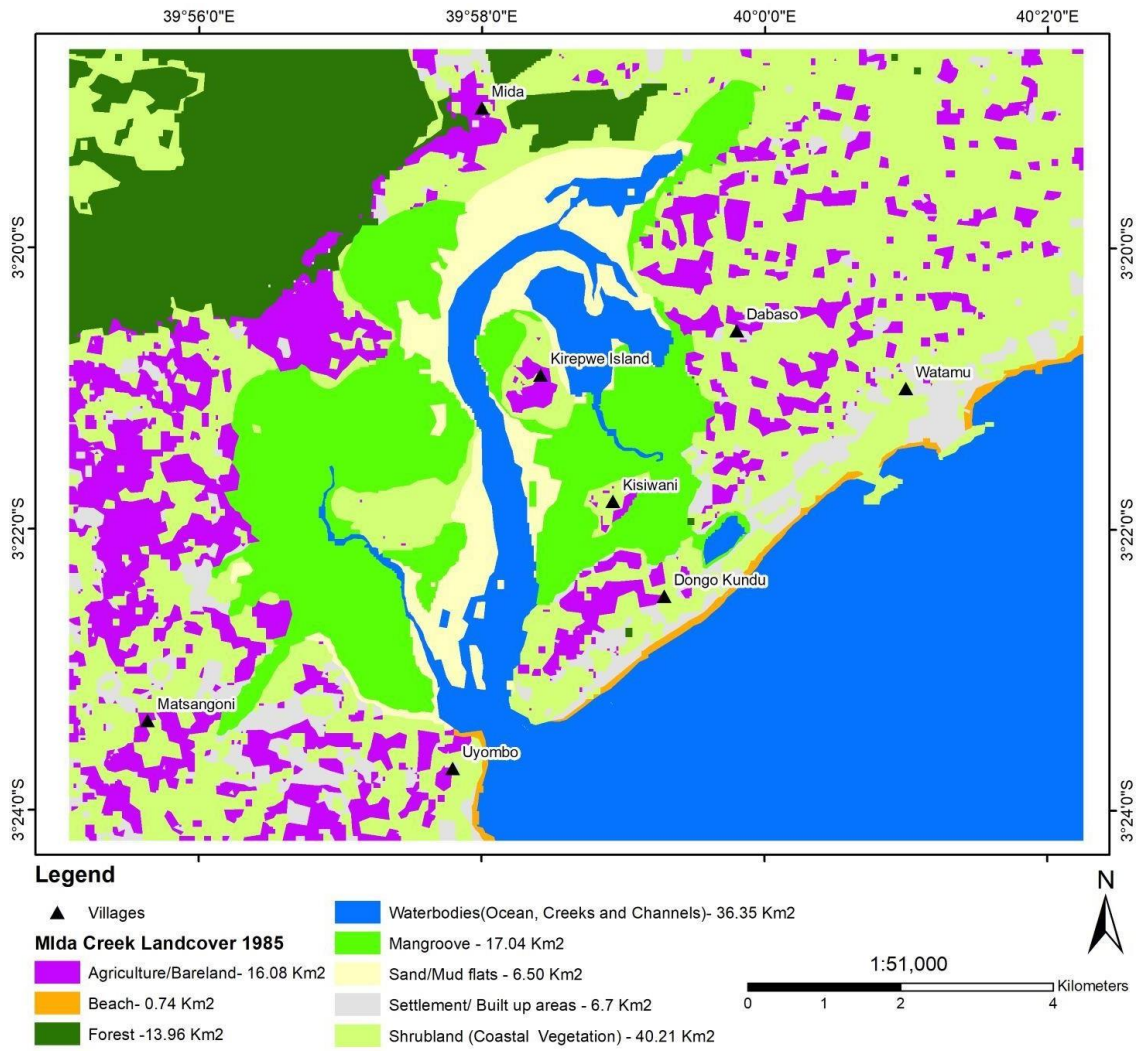 39°56'0"E 39°58'0"E 40°0'0"E 40°2'0"E
Mida
3°20'0"S 3°20'0"S
Dabaso
Kirepwe Island
Watamu
Kisiwani
3°22'0"S 3°22'0"S
Dongo Kundu
Matsangoni
Uyombo
3°24'0"S 3°24'0"S
Legend
Villages
MIda Creek Landcover 1985
Agriculture/Bareland- 16.08 Km2
Beach- 0.74 Km2
Forest -13.96 Km2
Waterbodies(Ocean, Creeks and Channels)- 36.35 Km2
Mangroove - 17.04 Km2
Sand/Mud flats - 6.50 Km2
Settlement/ Built up areas - 6.7 Km2
Shrubland (Coastal Vegetation) - 40.21 Km2
N
1:51,000
Kilometers
0 1 2 4